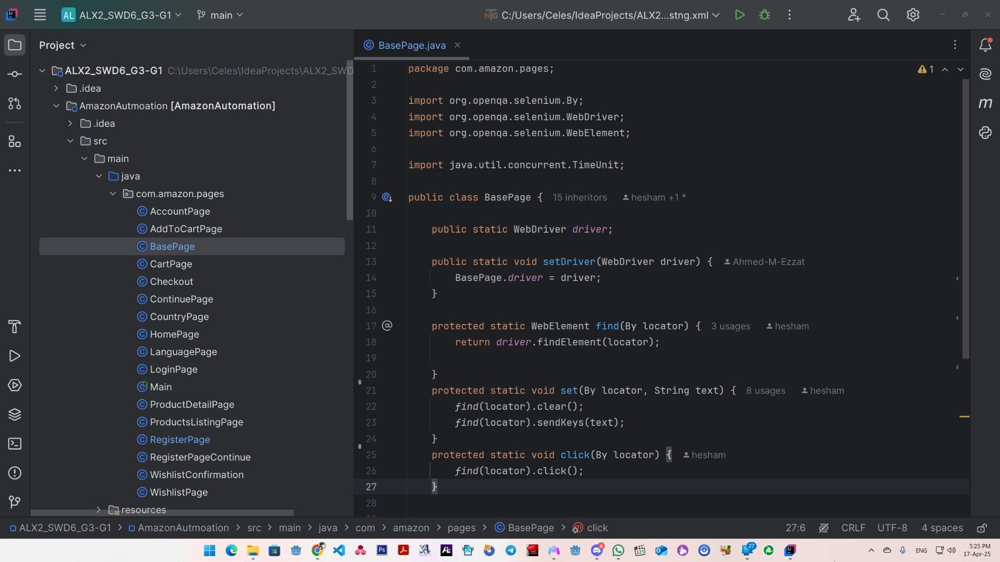 AL ALX2_SWD6_G3-G1 main C:/Users/Celes/IdeaProjects/ALX2...stng.xml
Project
ALX2_SWD6_G3-G1 C:\Users\Celes\IdeaProjects\ALX2_SWD
.idea
AmazonAutmoation [AmazonAutomation]
.idea
src
main
java
com.amazon.pages
AccountPage
AddToCartPage
BasePage
CartPage
Checkout
ContinuePage
CountryPage
HomePage
LanguagePage
LoginPage
Main
ProductDetailPage
ProductsListingPage
RegisterPage
RegisterPageContinue
WishlistConfirmation
WishlistPage
resources
BasePage.java
1 package com.amazon.pages;
2
3 import org.openqa.selenium.By;
4 import org.openqa.selenium.WebDriver;
5 import org.openqa.selenium.WebElement;
6
7 import java.util.concurrent.TimeUnit;
8
9 public class BasePage { 15 inheritors hesham +1 *
10
11 public static WebDriver driver;
12
13 public static void setDriver(WebDriver driver) { Ahmed-M-Ezzat
14 BasePage.driver = driver;
15 }
16
17 @ protected static WebElement find(By locator) { 3 usages hesham
18 return driver.findElement(locator);
19
20 }
21 protected static void set(By locator, String text) { 8 usages hesham
22 find(locator).clear();
23 find(locator).sendKeys(text);
24 }
25 protected static void click(By locator) { hesham
26 find(locator).click();
27 }
28
1
ALX2_SWD6_G3-G1 > AmazonAutmoation > src > main > java > com > amazon > pages > BasePage > click 27:6 CRLF UTF-8 4 spaces
Ps 321 4 27 ENG 5:25 PM
17-Apr-25